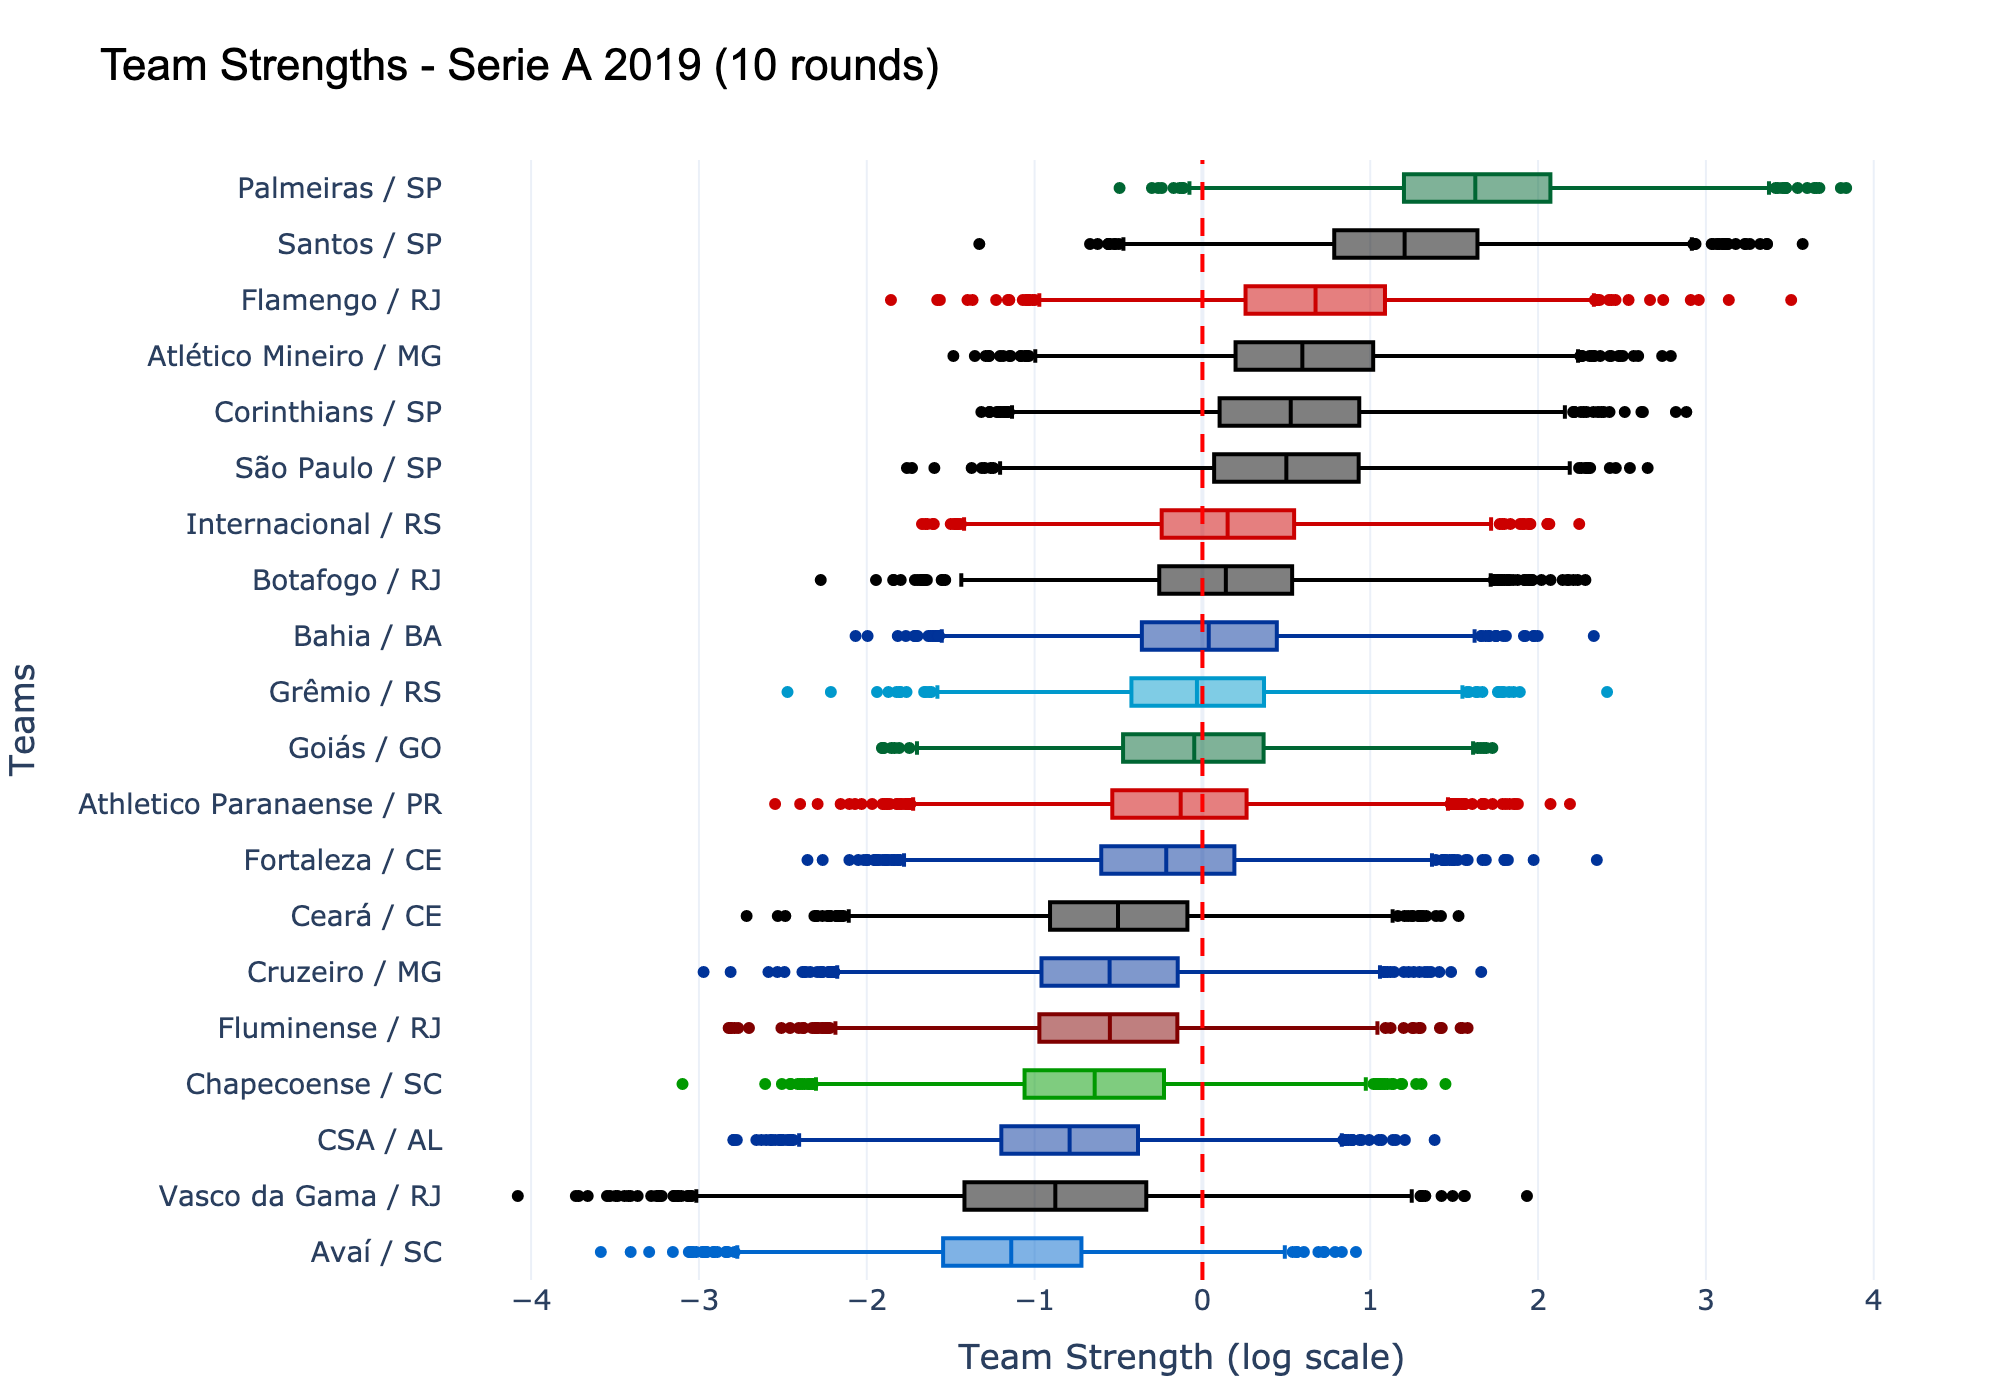 Team Strengths - Serie A 2019 (10 rounds)
Palmeiras / SP
Santos / SP
Flamengo / RJ
Atlético Mineiro / MG
Corinthians / SP
São Paulo / SP
Internacional / RS
Botafogo / RJ
Bahia / BA
Grêmio / RS
Goiás / GO
Athletico Paranaense / PR
Fortaleza / CE
Ceará / CE
Cruzeiro / MG
Fluminense / RJ
Chapecoense / SC
CSA / AL
Vasco da Gama / RJ
Avaí / SC
Teams
−4 −3 −2 −1 0 1 2 3 4
Team Strength (log scale)